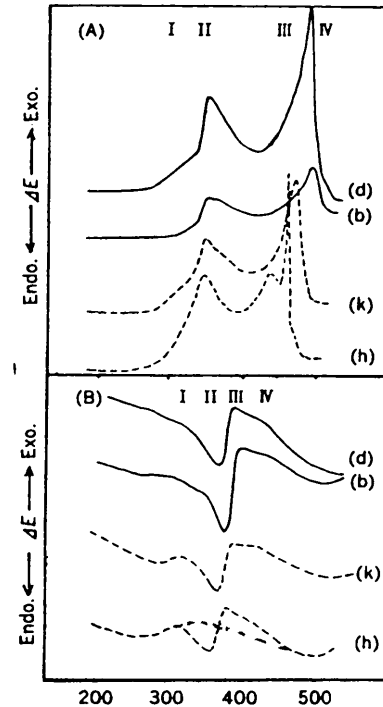 (A) I II III IV
Endo. ← ΔE → Exo.
(d)
(b)
(k)
(h)
(B) I II III IV
Endo. ← ΔE → Exo.
(d)
(b)
(k)
(h)
200 300 400 500